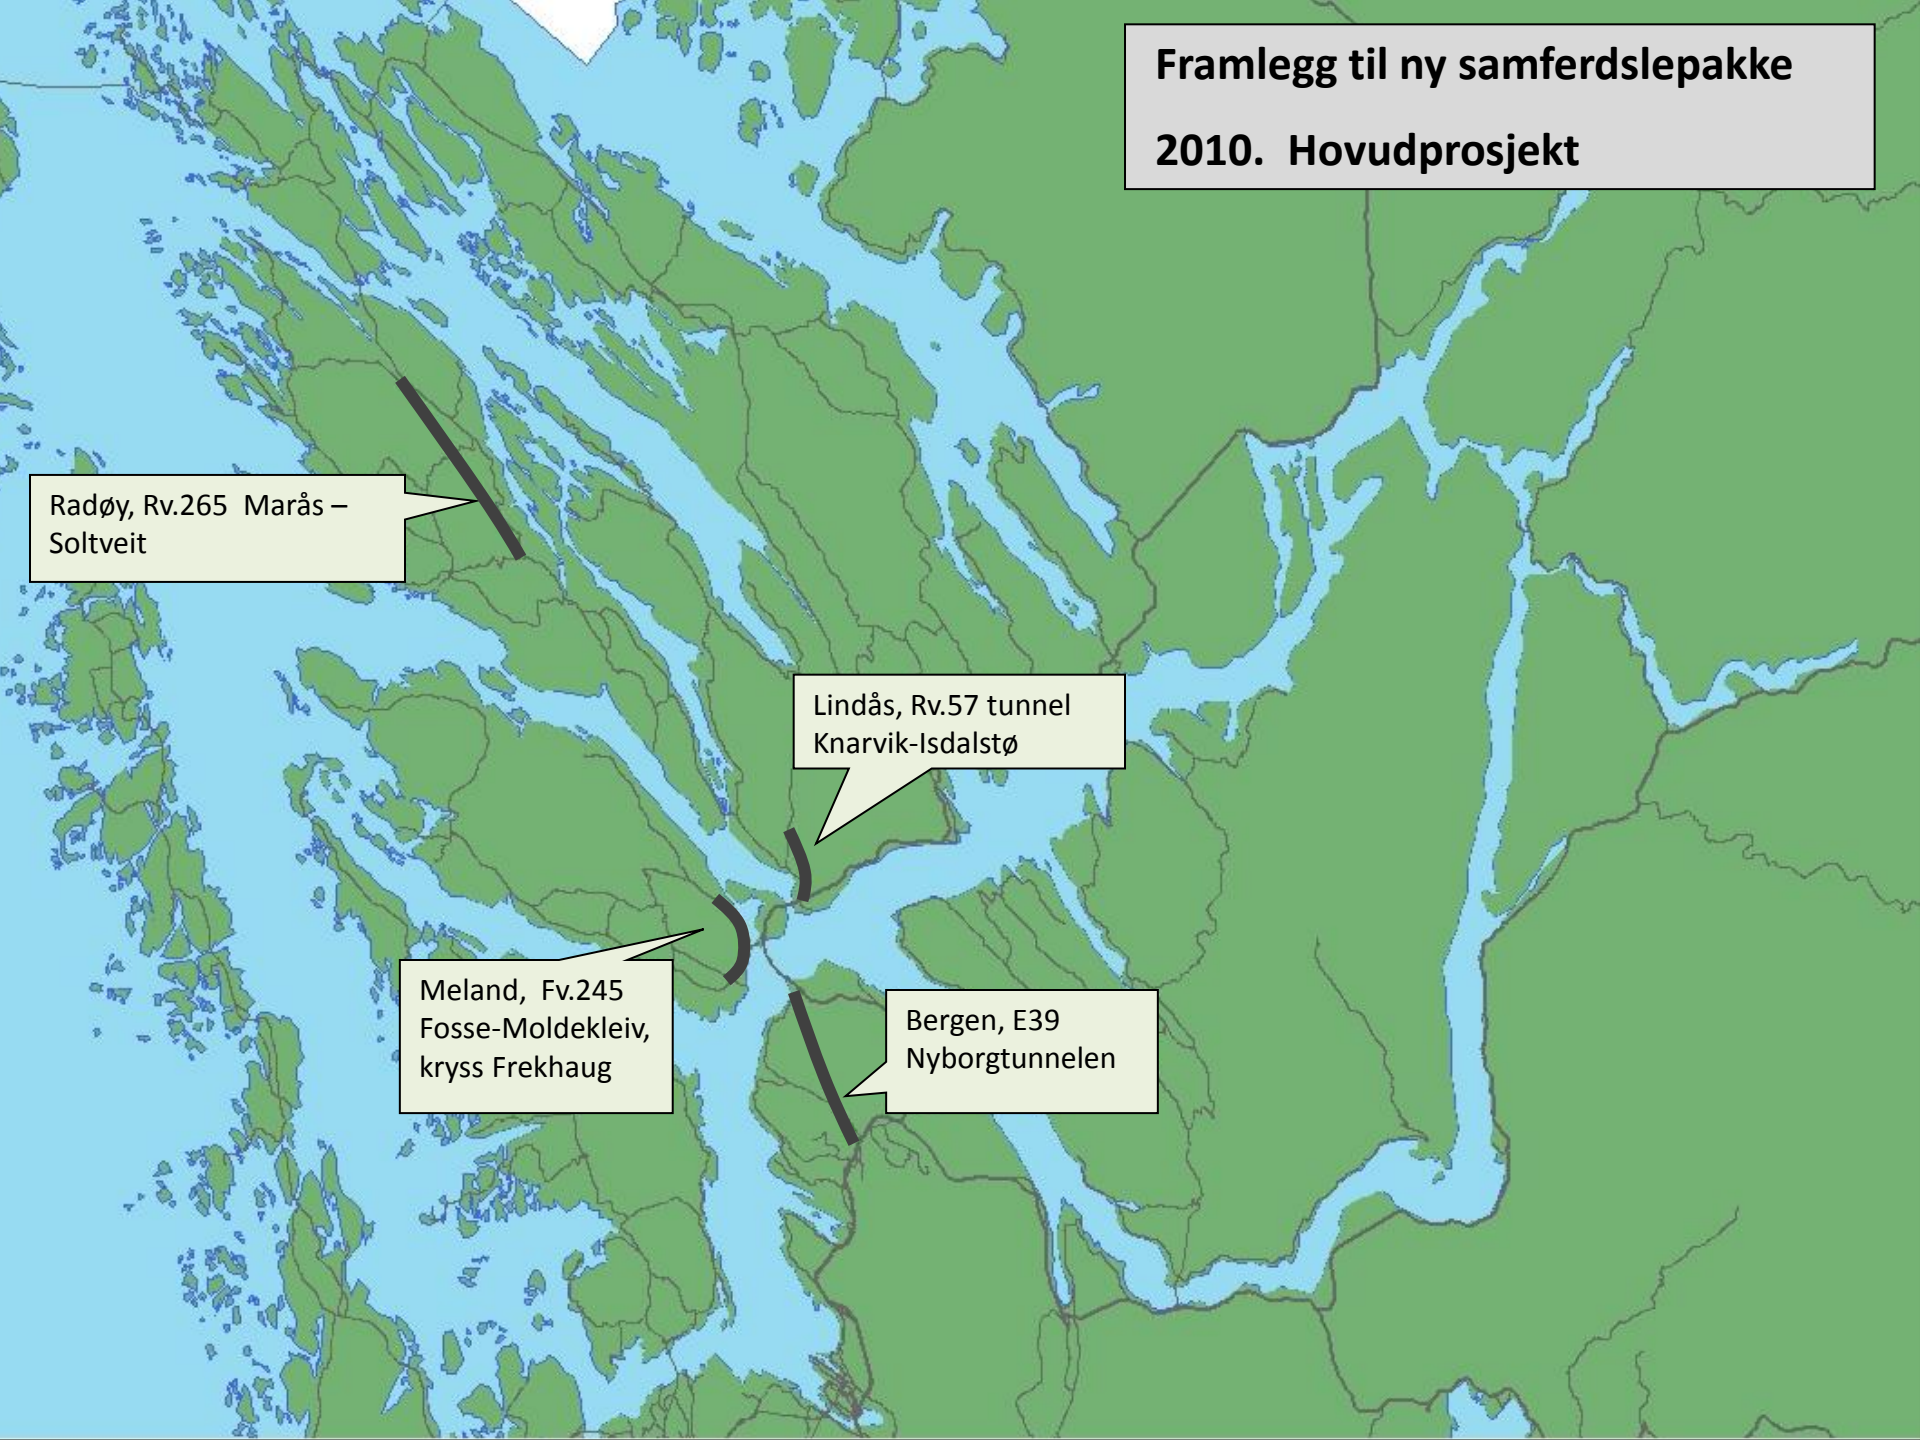 Framlegg til ny samferdslepakke
2010.  Hovudprosjekt
Radøy, Rv.265  Marås –
Soltveit
Lindås, Rv.57 tunnel
Knarvik-Isdalstø
Meland,  Fv.245
Fosse-Moldekleiv,
kryss Frekhaug
Bergen, E39
Nyborgtunnelen